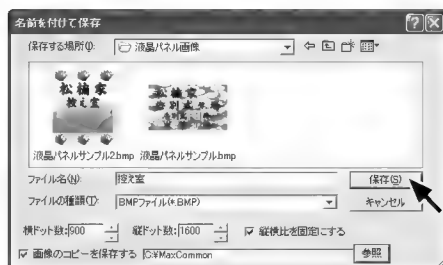 名前を付けて保存
保存する場所(I): 液晶パネル画像
松楠家
控え室
液晶パネルサンプル2.bmp 液晶パネルサンプル.bmp
ファイル名(N): 控え室 保存(S)
ファイルの種類(T): BMPファイル(*.BMP) キャンセル
横ドット数: 900 縦ドット数: 1600 縦横比を固定にする
画像のコピーを保存する C:¥MaxCommon 参照